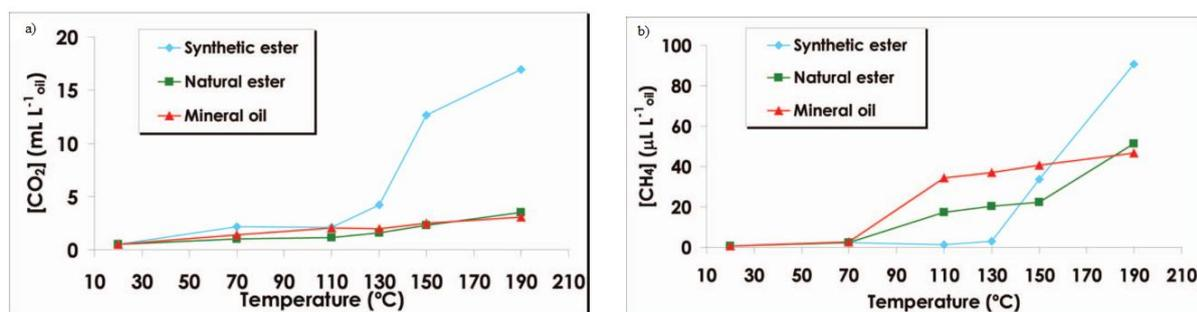 a)
20
15
10
5
0
[CO₂] (mL L⁻¹oil)
Synthetic ester
Natural ester
Mineral oil
10 30 50 70 90 110 130 150 170 190 210
Temperature (ºC)
b)
100
80
60
40
20
0
[CH₄] (µL L⁻¹oil)
Synthetic ester
Natural ester
Mineral oil
10 30 50 70 90 110 130 150 170 190 210
Temperature (ºC)